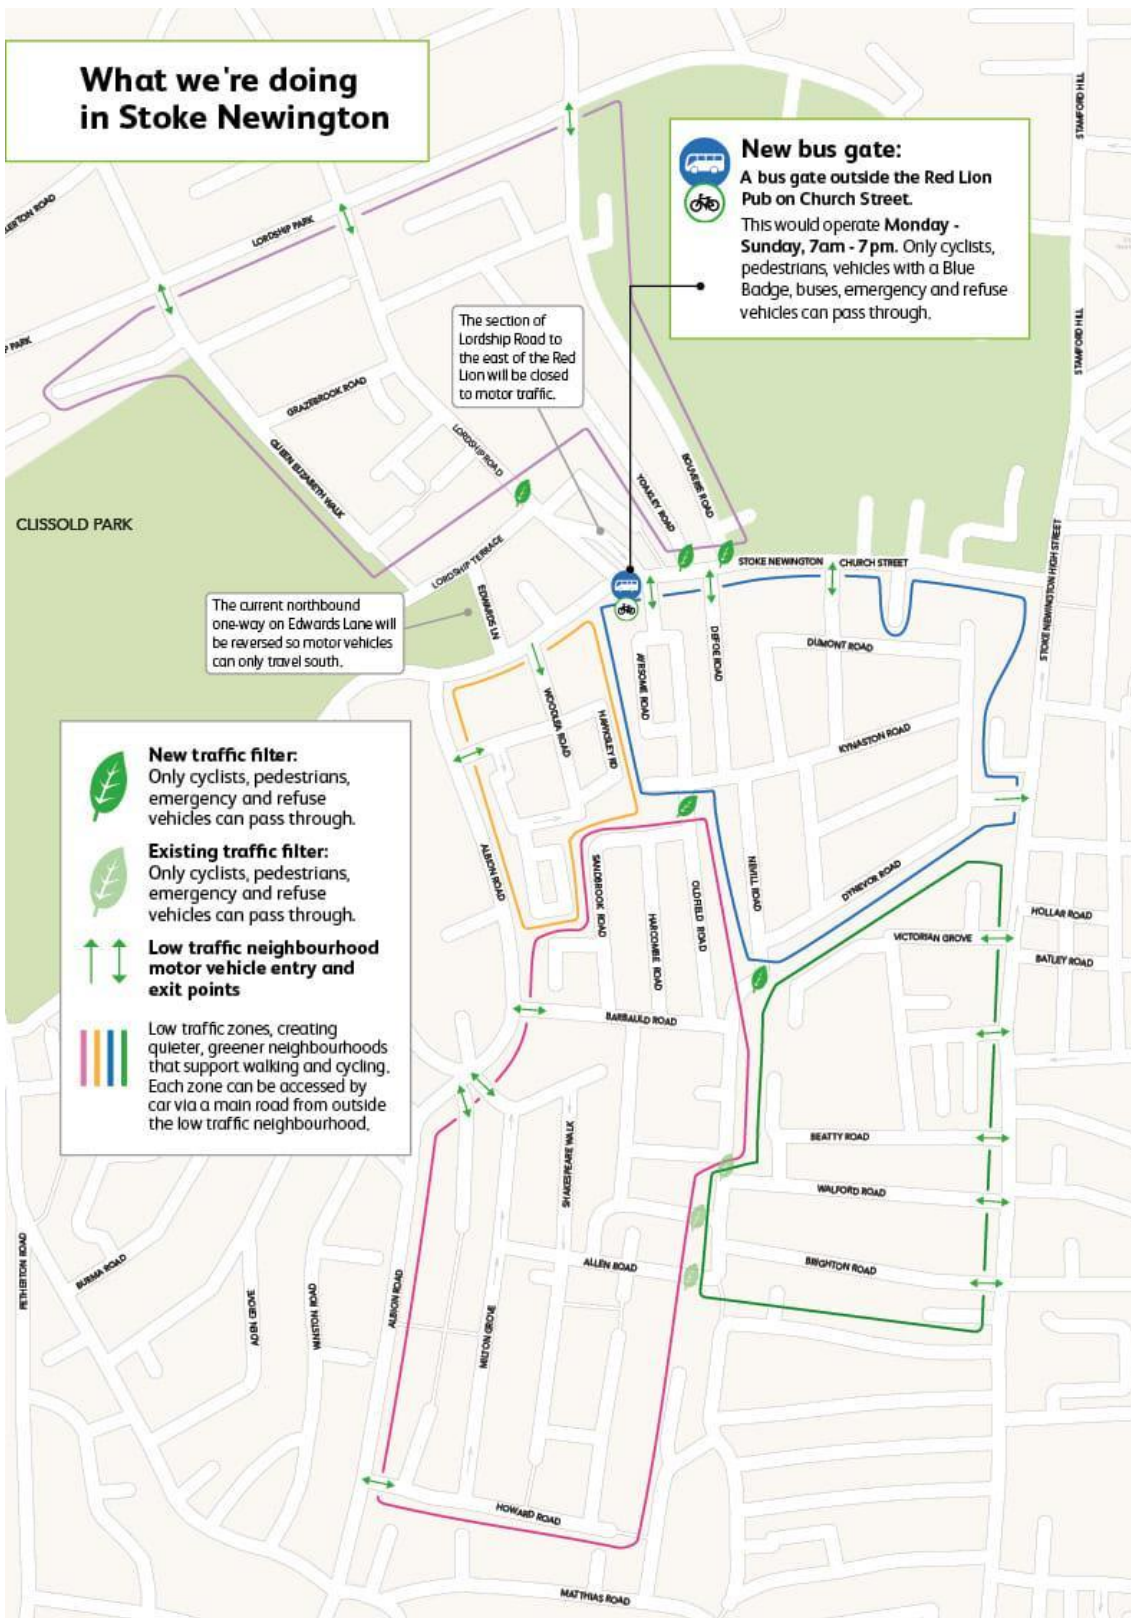 What we're doing
in Stoke Newington
New bus gate:
A bus gate outside the Red Lion
Pub on Church Street.
This would operate Monday -
Sunday, 7am - 7pm. Only cyclists,
pedestrians, vehicles with a Blue
Badge, buses, emergency and refuse
vehicles can pass through.
STAMFORD HILL
STAMFORD HILL
LORDSHIP PARK
PARK
The section of
Lordship Road to
the east of the Red
Lion will be closed
to motor traffic.
GRAZEBROOK ROAD
LORDSHIP ROAD
QUEEN ELIZABETH WALK
YOAKLEY ROAD
BOUVERIE ROAD
CLISSOLD PARK
LORDSHIP TERRACE
EDWARDS LN
STOKE NEWINGTON CHURCH STREET
STOKE NEWINGTON HIGH STREET
The current northbound
one-way on Edwards Lane will
be reversed so motor vehicles
can only travel south.
DEFOE ROAD
DUMONT ROAD
AYRSOME ROAD
WOODLEA ROAD
HAWKSLEY RD
KYNASTON ROAD
New traffic filter:
Only cyclists, pedestrians,
emergency and refuse
vehicles can pass through.
Existing traffic filter:
Only cyclists, pedestrians,
emergency and refuse
vehicles can pass through.
Low traffic neighbourhood
motor vehicle entry and
exit points
Low traffic zones, creating
quieter, greener neighbourhoods
that support walking and cycling.
Each zone can be accessed by
car via a main road from outside
the low traffic neighbourhood.
ALBION ROAD
SANDBROOK ROAD
HARCOMBE ROAD
OLDFIELD ROAD
NEVILL ROAD
DYNEVOR ROAD
HOLLAR ROAD
VICTORIAN GROVE
BATLEY ROAD
BARBAULD ROAD
BEATTY ROAD
SHAKESPEARE WALK
WALFORD ROAD
BRIGHTON ROAD
ALLEN ROAD
PETHERTON ROAD
BURMA ROAD
ADEN GROVE
WINSTON ROAD
ALBION ROAD
MILTON GROVE
HOWARD ROAD
MATTHIAS ROAD